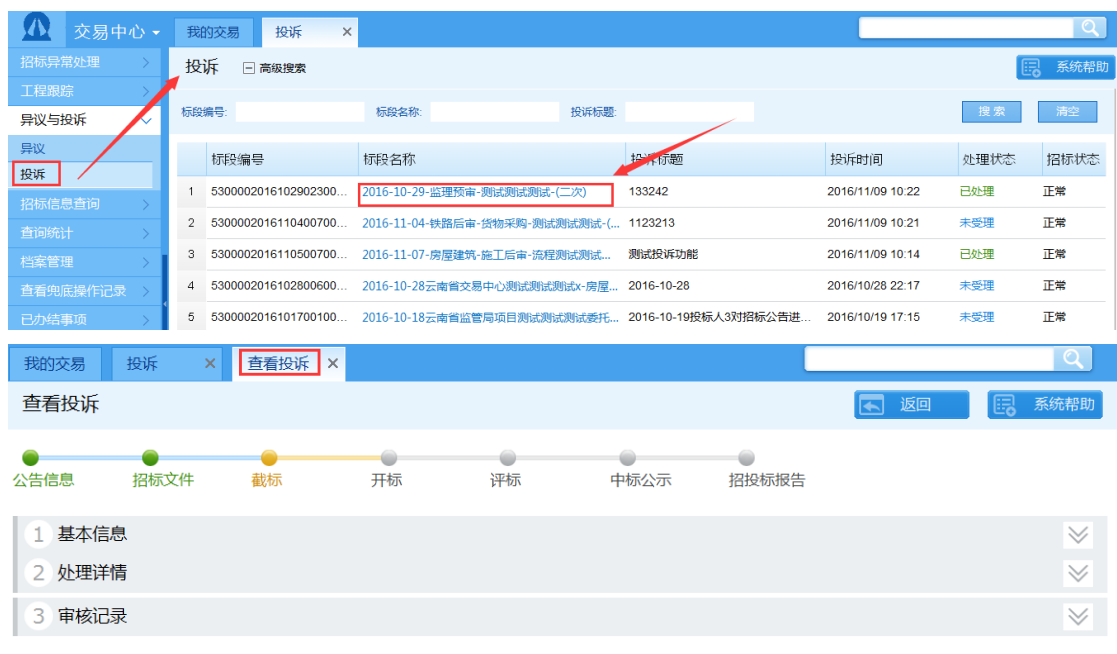 交易中心
我的交易 投诉 ×
招标异常处理
投诉 高级搜索 系统帮助
工程跟踪
异议与投诉
标段编号: 标段名称: 投诉标题: 搜索 清空
异议
投诉
标段编号 标段名称 投诉标题 投诉时间 处理状态 招标状态
1 5300002016102902300... 2016-10-29-监理预审-测试测试测试-(二次) 133242 2016/11/09 10:22 已处理 正常
招标信息查询
2 5300002016110400700... 2016-11-04-铁路后审-货物采购-测试测试测试-(... 1123213 2016/11/09 10:21 未受理 正常
查询统计
3 5300002016110500700... 2016-11-07-房屋建筑-施工后审-流程测试测试... 测试投诉功能 2016/11/09 10:14 已处理 正常
档案管理
4 5300002016102800600... 2016-10-28云南省交易中心测试测试测试x-房屋... 2016-10-28 2016/10/28 22:17 未受理 正常
查看兜底操作记录
5 5300002016101700100... 2016-10-18云南省监管局项目测试测试测试委托... 2016-10-19投标人3对招标公告进... 2016/10/19 17:15 未受理 正常
已办结事项
我的交易 投诉 × 查看投诉 ×
查看投诉 返回 系统帮助
公告信息 招标文件 截标 开标 评标 中标公示 招投标报告
1 基本信息
2 处理详情
3 审核记录